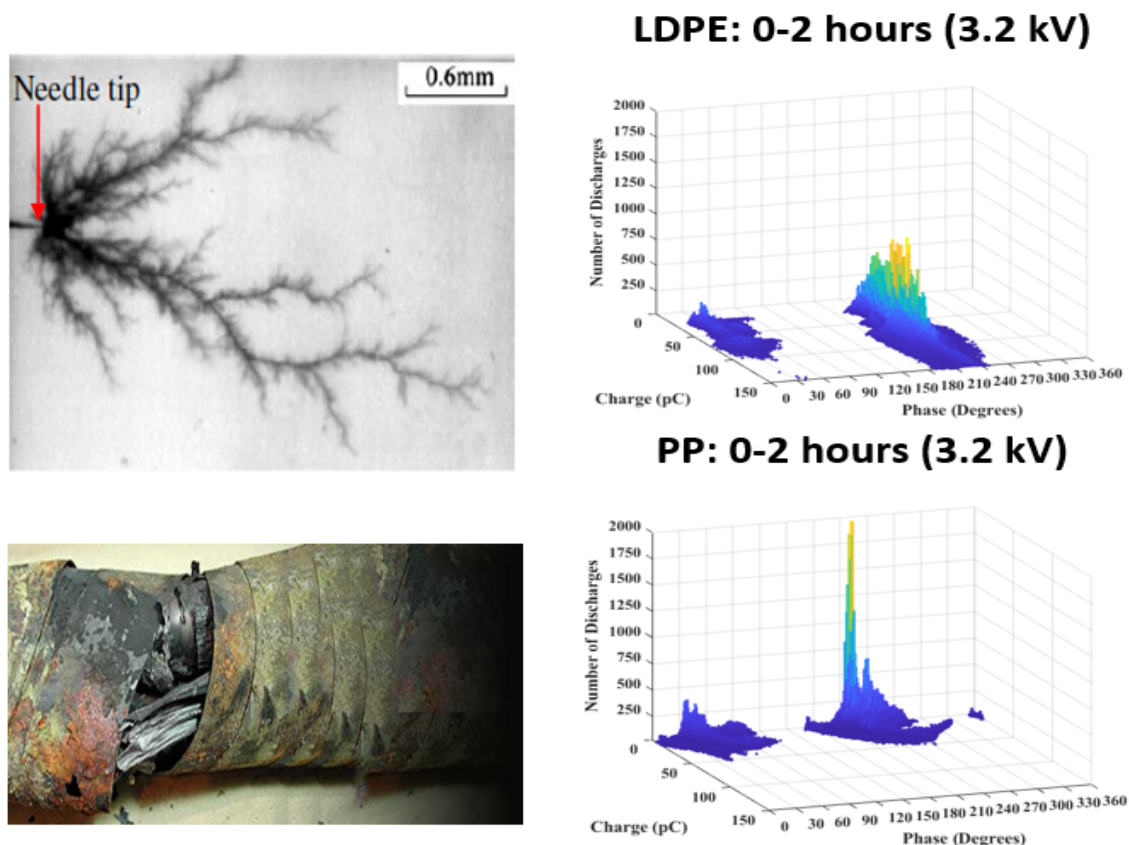 Needle tip
0.6mm
LDPE: 0-2 hours (3.2 kV)
Number of Discharges
2000
1750
1500
1250
1000
750
500
250
0
50
100
150
Charge (pC)
0 30 60 90 120 150 180 210 240 270 300 330 360
Phase (Degrees)
PP: 0-2 hours (3.2 kV)
Number of Discharges
2000
1750
1500
1250
1000
750
500
250
0
50
100
150
Charge (pC)
0 30 60 90 120 150 180 210 240 270 300 330 360
Phase (Degrees)